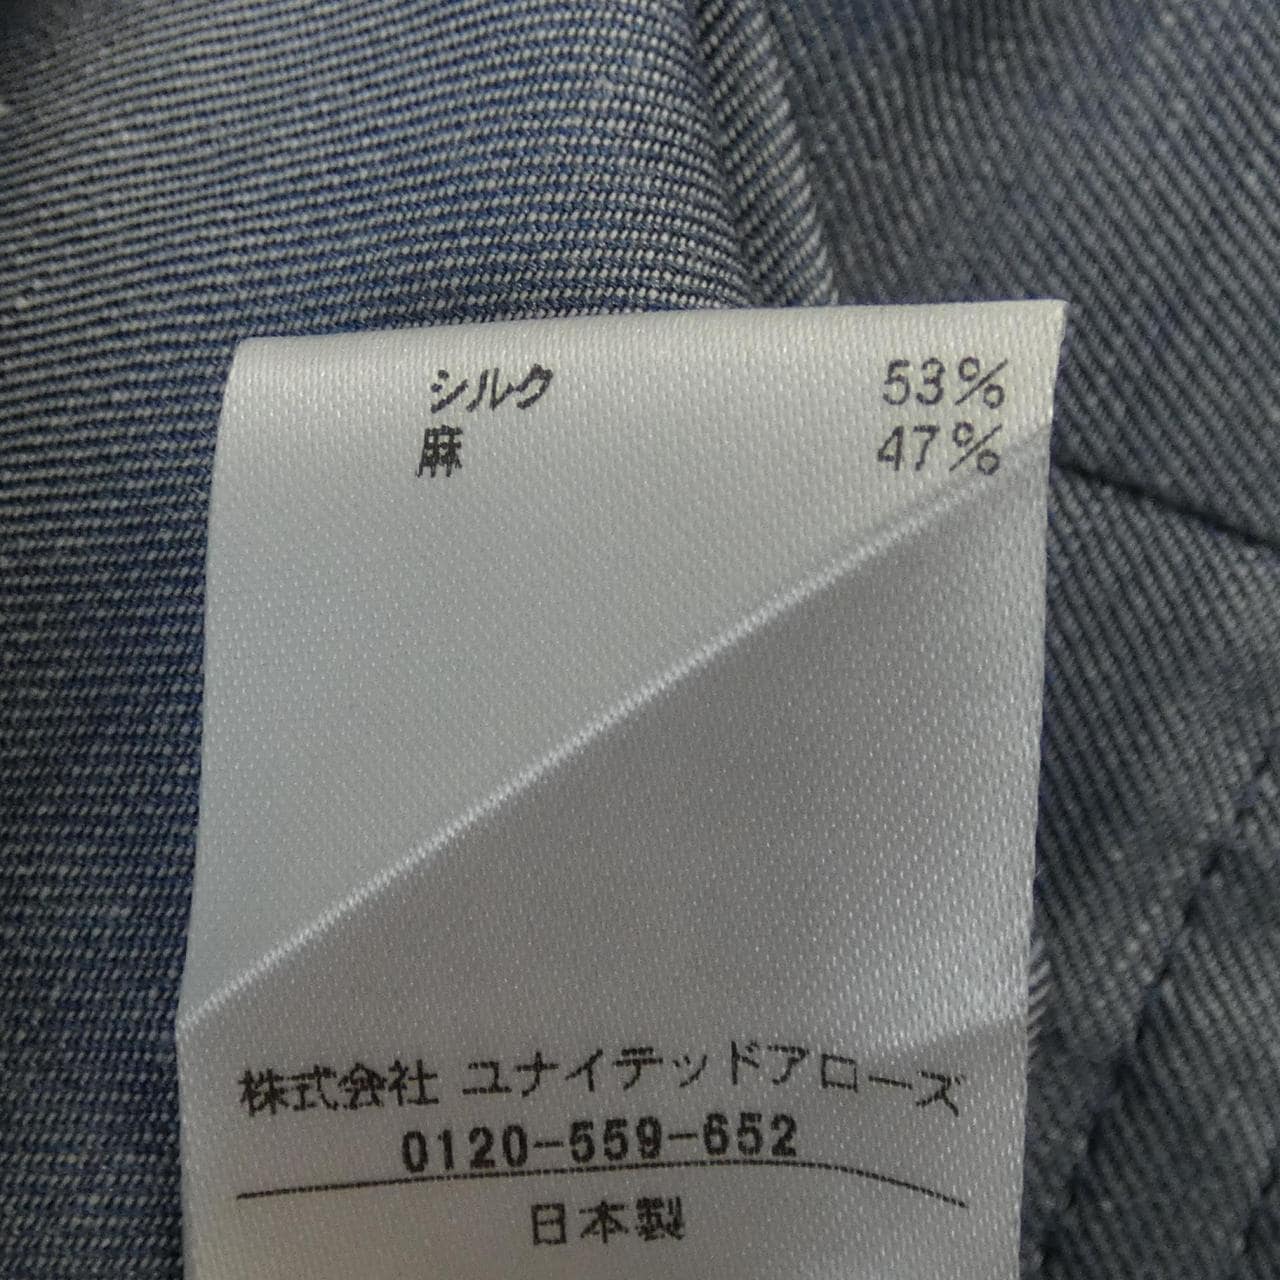 シルク 53%
麻 47%
株式会社 ユナイテッドアローズ
0120-559-652
日本製